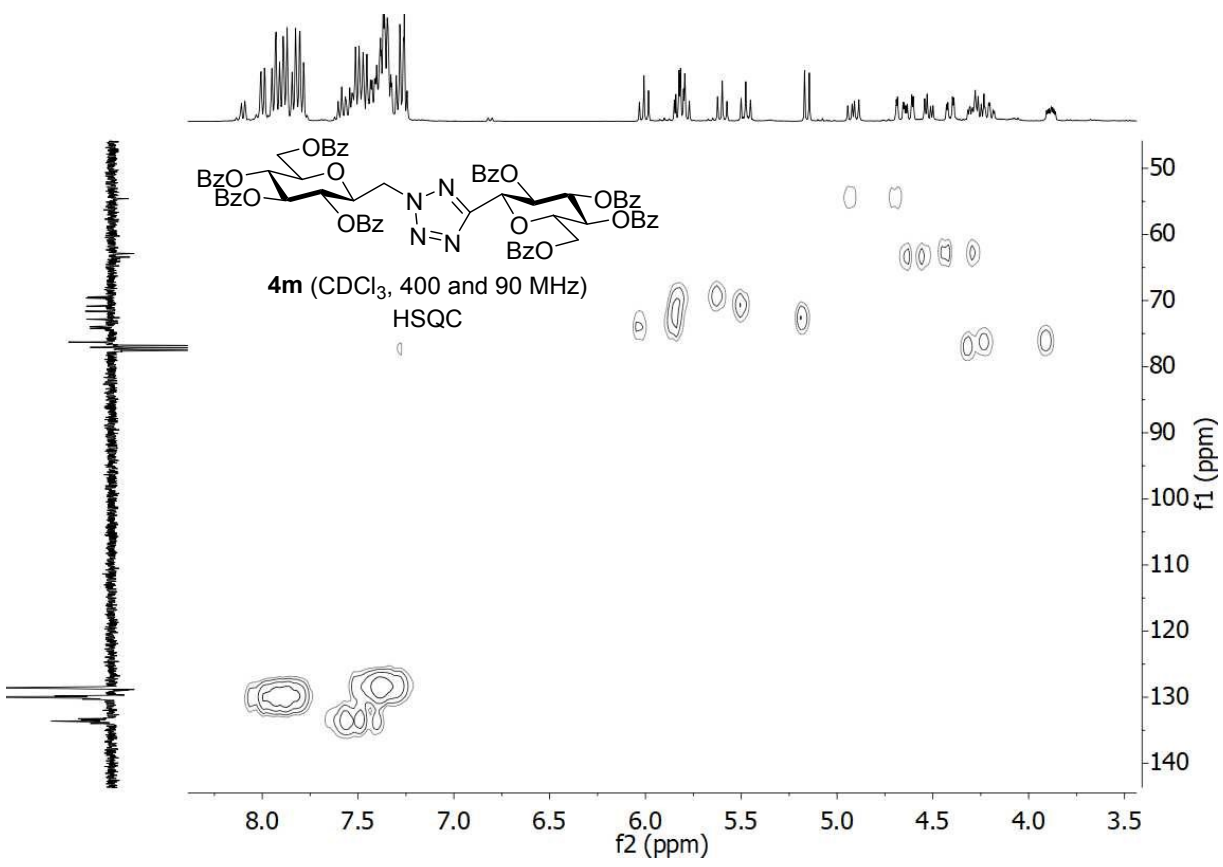 OBz
O
BzO
BzO
OBz
N
N
N
N
BzO
O
OBz
OBz
BzO
4m (CDCl₃, 400 and 90 MHz)
HSQC
50
60
70
80
90
100
110
120
130
140
f1 (ppm)
8.0 7.5 7.0 6.5 6.0 5.5 5.0 4.5 4.0 3.5
f2 (ppm)